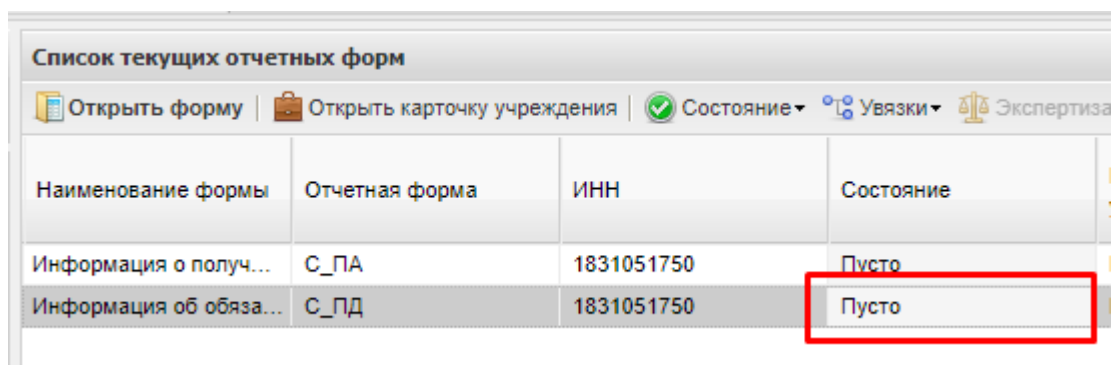 Список текущих отчетных форм
Открыть форму Открыть карточку учреждения Состояние Увязки Экспертиза
Наименование формы Отчетная форма ИНН Состояние
Информация о получ... С_ПА 1831051750 Пусто
Информация об обяза... С_ПД 1831051750 Пусто